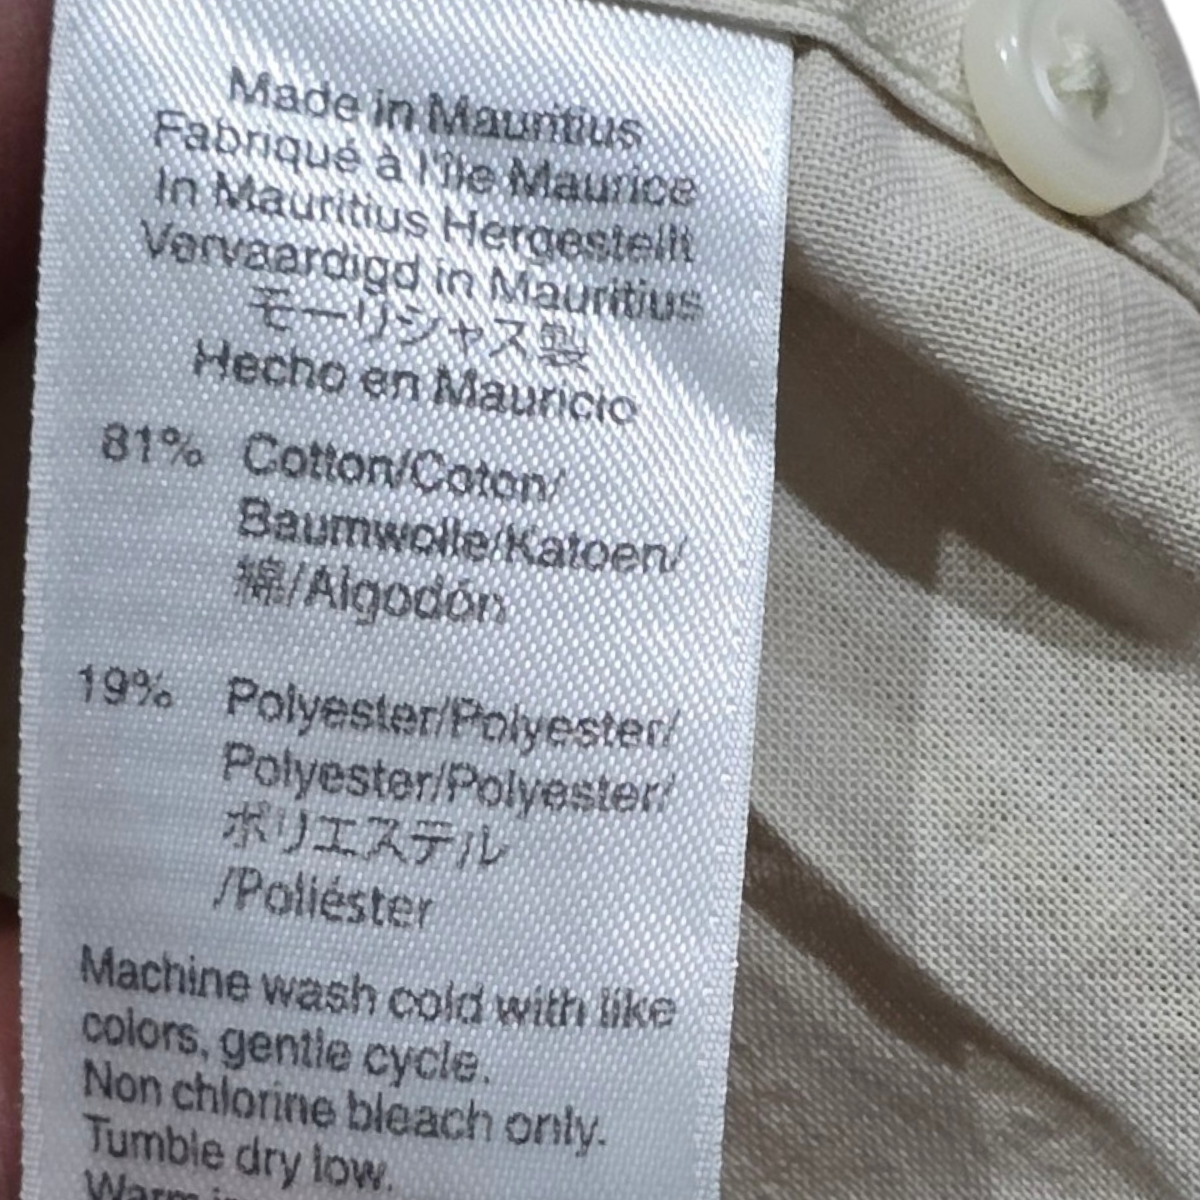 Made in Mauritius
Fabriqué à l'île Maurice
In Mauritius Hergestellt
Vervaardigd in Mauritius
モーリシャス製
Hecho en Mauricio
81% Cotton/Coton/
Baumwolle/Katoen/
綿/Algodón
19% Polyester/Polyester/
Polyester/Polyester/
ポリエステル
/Poliéster
Machine wash cold with like
colors, gentle cycle.
Non chlorine bleach only.
Tumble dry low.
Warm